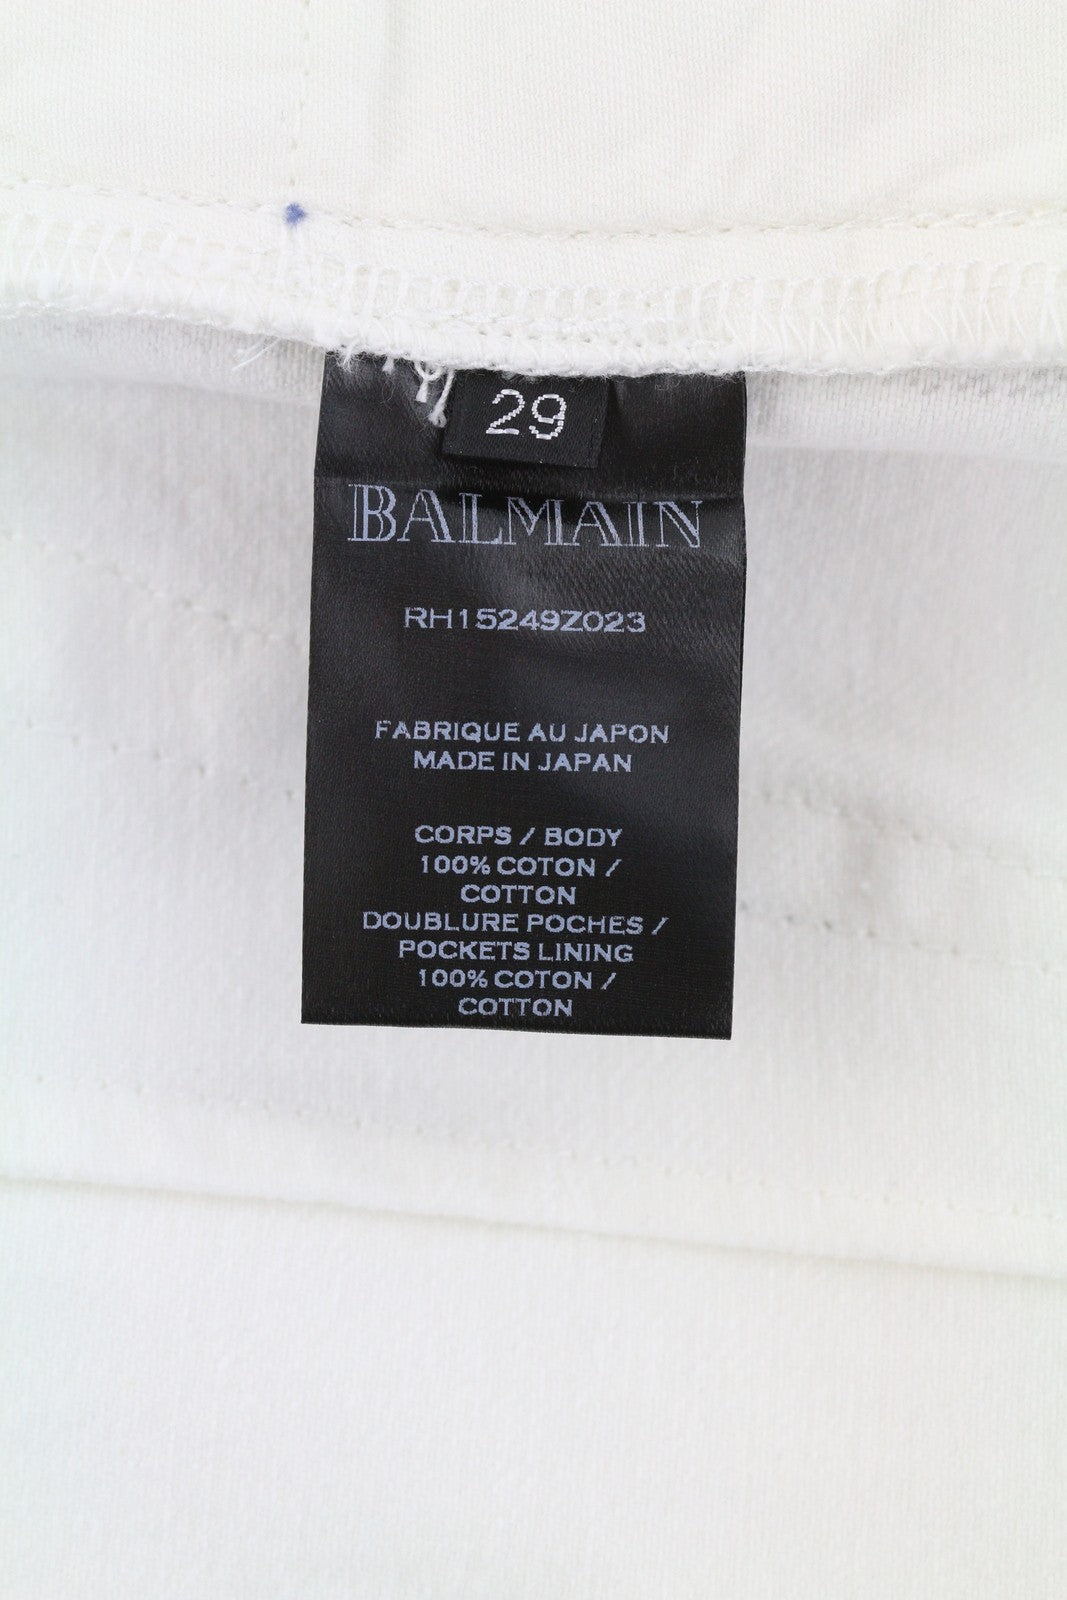 29
BALMAIN
RH15249Z023
FABRIQUE AU JAPON
MADE IN JAPAN
CORPS / BODY
100% COTON /
COTTON
DOUBLURE POCHES /
POCKETS LINING
100% COTON /
COTTON